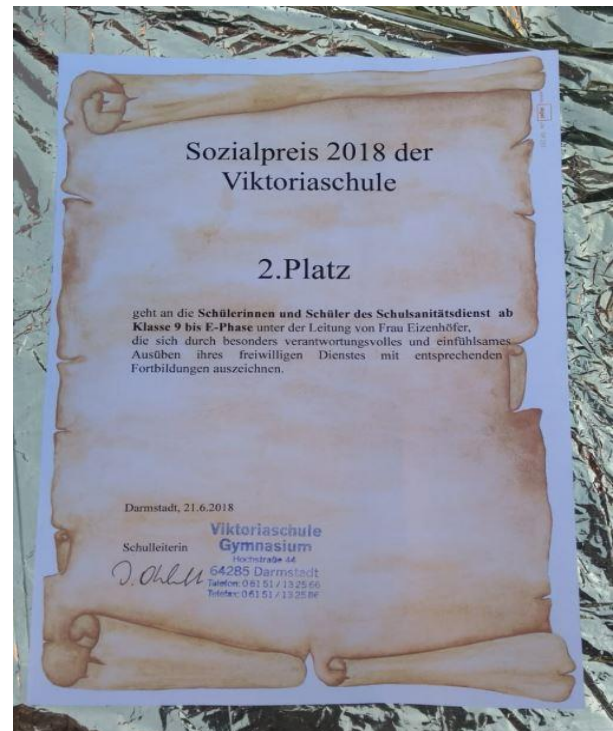 Sozialpreis 2018 der
Viktoriaschule
2.Platz
geht an die Schülerinnen und Schüler des Schulsanitätsdienst ab
Klasse 9 bis E-Phase unter der Leitung von Frau Eizenhöfer,
die sich durch besonders verantwortungsvolles und einfühlsames
Ausüben ihres freiwilligen Dienstes mit entsprechenden
Fortbildungen auszeichnen.
Darmstadt, 21.6.2018
Viktoriaschule
Schulleiterin
Gymnasium
Hochstraße 44
64285 Darmstadt
Telefon: 0 61 51 / 13 25 66
Telefax: 0 61 51 / 13 25 86